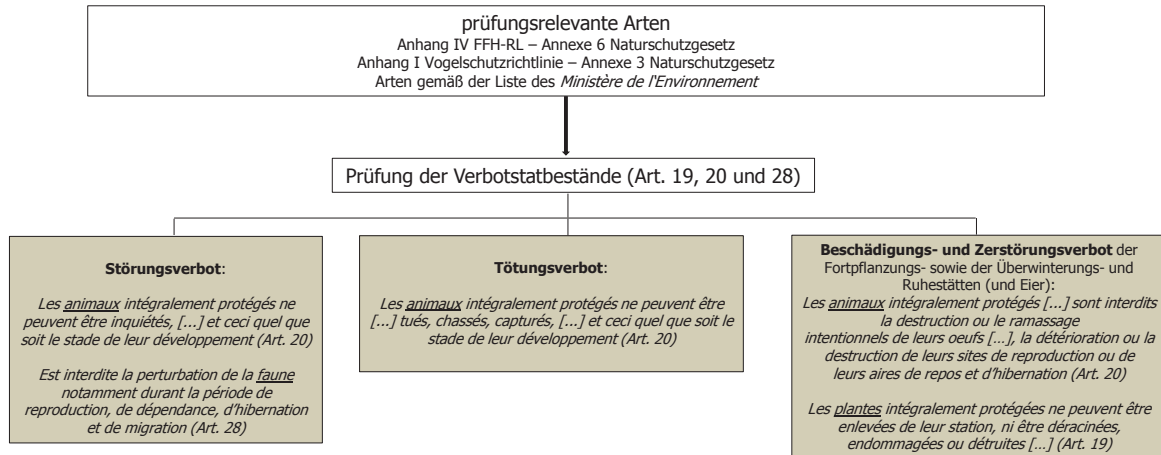 prüfungsrelevante Arten
Anhang IV FFH-RL – Annexe 6 Naturschutzgesetz
Anhang I Vogelschutzrichtlinie – Annexe 3 Naturschutzgesetz
Arten gemäß der Liste des Ministère de l'Environnement
Prüfung der Verbotstatbestände (Art. 19, 20 und 28)
Störungsverbot:
Les animaux intégralement protégés ne
peuvent être inquiétés, [...] et ceci quel que
soit le stade de leur développement (Art. 20)
Est interdite la perturbation de la faune
notamment durant la période de
reproduction, de dépendance, d'hibernation
et de migration (Art. 28)
Tötungsverbot:
Les animaux intégralement protégés ne peuvent être
[...] tués, chassés, capturés, [...] et ceci quel que soit le
stade de leur développement (Art. 20)
Beschädigungs- und Zerstörungsverbot der
Fortpflanzungs- sowie der Überwinterungs- und
Ruhestätten (und Eier):
Les animaux intégralement protégés [...] sont interdits
la destruction ou le ramassage
intentionnels de leurs oeufs […], la détérioration ou la
destruction de leurs sites de reproduction ou de
leurs aires de repos et d'hibernation (Art. 20)
Les plantes intégralement protégées ne peuvent être
enlevées de leur station, ni être déracinées,
endommagées ou détruites [...] (Art. 19)